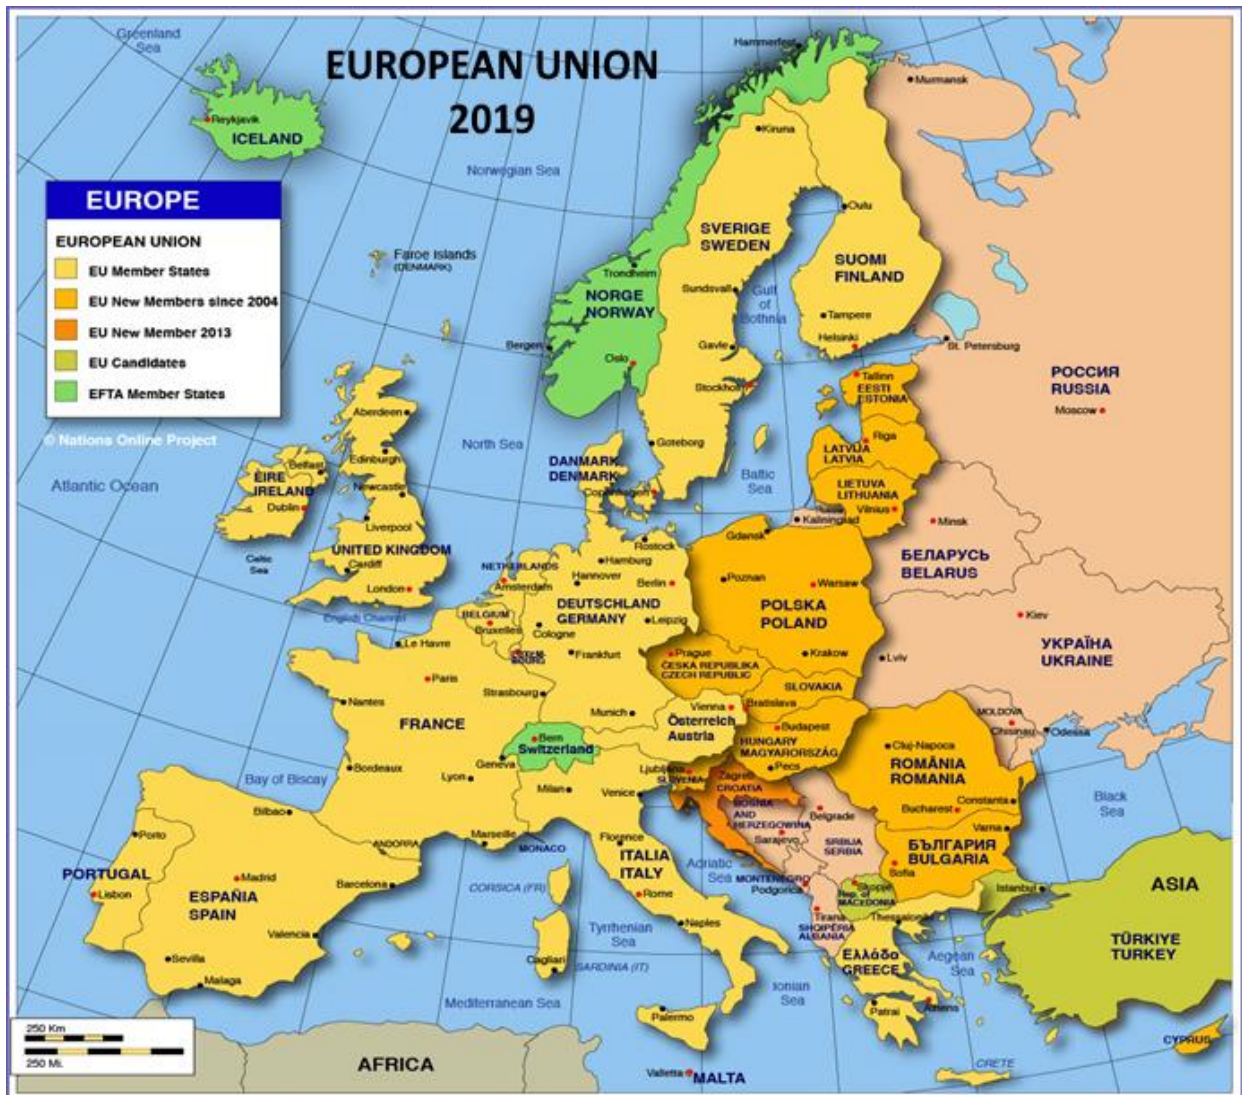 Greenland
Sea
EUROPEAN UNION
2019
Hammerfest
Murmansk
Reykjavik
ICELAND
Kiruna
Norwegian Sea
EUROPE
EUROPEAN UNION
EU Member States
EU New Members since 2004
EU New Member 2013
EU Candidates
EFTA Member States
© Nations Online Project
Oulu
SVERIGE
SWEDEN
SUOMI
FINLAND
Faroe Islands
(DENMARK)
Trondheim
NORGE
NORWAY
Sundsvall
Gulf
of
Bothnia
Tampere
Helsinki
Bergen
Oslo
Gavle
St. Petersburg
Stockholm
Tallinn
EESTI
ESTONIA
РОССИЯ
RUSSIA
Moscow
Aberdeen
North Sea
Goteborg
Riga
LATVIJA
LATVIA
Edinburgh
Belfast
ÉIRE
IRELAND
Dublin
Newcastle
Liverpool
Atlantic Ocean
DANMARK
DENMARK
Copenhagen
Baltic
Sea
LIETUVA
LITHUANIA
Vilnius
Russia
Kaliningrad
Minsk
БЕЛАРУСЬ
BELARUS
Celtic
Sea
UNITED KINGDOM
Cardiff
London
English Channel
NETHERLANDS
Amsterdam
Rostock
Hamburg
Hannover
Berlin
Gdansk
Poznan
Warsaw
POLSKA
POLAND
Kiev
УКРАЇНА
UKRAINE
BELGIUM
Bruxelles
DEUTSCHLAND
GERMANY
Leipzig
Cologne
Le Havre
BOURG
Frankfurt
Prague
ČESKÁ REPUBLIKA
CZECH REPUBLIC
Krakow
Lviv
Paris
Strasbourg
SLOVAKIA
Nantes
FRANCE
Munich
Vienna
Österreich
Austria
Bratislava
Budapest
HUNGARY
MAGYARORSZÁG
MOLDOVA
Chisinau
Odessa
Bern
Switzerland
Geneva
Cluj-Napoca
ROMÂNIA
ROMANIA
Bay of Biscay
Bordeaux
Lyon
Milan
Venice
Ljubljana
SLOVENIA
Pecs
Zagreb
CROATIA
BOSNIA
AND
HERZEGOWINA
Sarajevo
Belgrade
SRBIJA
SERBIA
Bucharest
Constanta
Black
Sea
Varna
БЪЛГАРИЯ
BULGARIA
Sofia
Bilbao
Porto
ANDORRA
Marseille
MONACO
Florence
ITALIA
ITALY
Adriatic
Sea
MONTENEGRO
Podgorica
Skopje
Rep. of
MACEDONIA
Istanbul
ASIA
PORTUGAL
Lisbon
Madrid
ESPAÑA
SPAIN
Barcelona
CORSICA (FR)
Rome
Naples
Tirana
SHQIPËRIA
ALBANIA
Thessaloniki
Valencia
Tyrrhenian
Sea
TÜRKIYE
TURKEY
Sevilla
Malaga
Cagliari
SARDINIA (IT)
Ελλάδα
GREECE
Aegean
Sea
Ionian
Sea
Mediterranean Sea
Palermo
Patrai
Athens
250 Km
250 Mi.
AFRICA
Valletta
MALTA
CRETE
CYPRUS